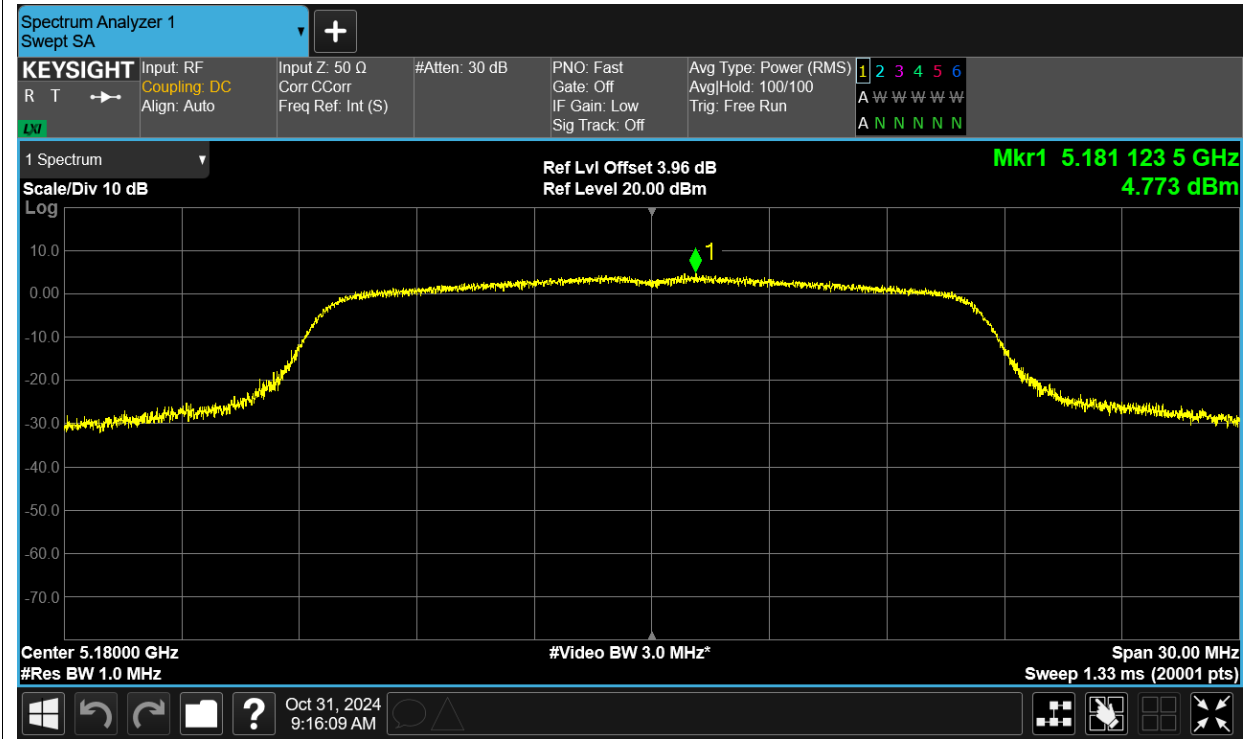 Spectrum Analyzer 1
Swept SA
+
KEYSIGHT
R T
LXI
Input: RF
Coupling: DC
Align: Auto
Input Z: 50 Ω
Corr CCorr
Freq Ref: Int (S)
#Atten: 30 dB
PNO: Fast
Gate: Off
IF Gain: Low
Sig Track: Off
Avg Type: Power (RMS)
Avg|Hold: 100/100
Trig: Free Run
1 2 3 4 5 6
A W W W W W
A N N N N N
1 Spectrum
Scale/Div 10 dB
Log
Ref Lvl Offset 3.96 dB
Ref Level 20.00 dBm
Mkr1 5.181 123 5 GHz
4.773 dBm
1
10.0
0.00
-10.0
-20.0
-30.0
-40.0
-50.0
-60.0
-70.0
Center 5.18000 GHz
#Res BW 1.0 MHz
#Video BW 3.0 MHz*
Span 30.00 MHz
Sweep 1.33 ms (20001 pts)
?
Oct 31, 2024
9:16:09 AM